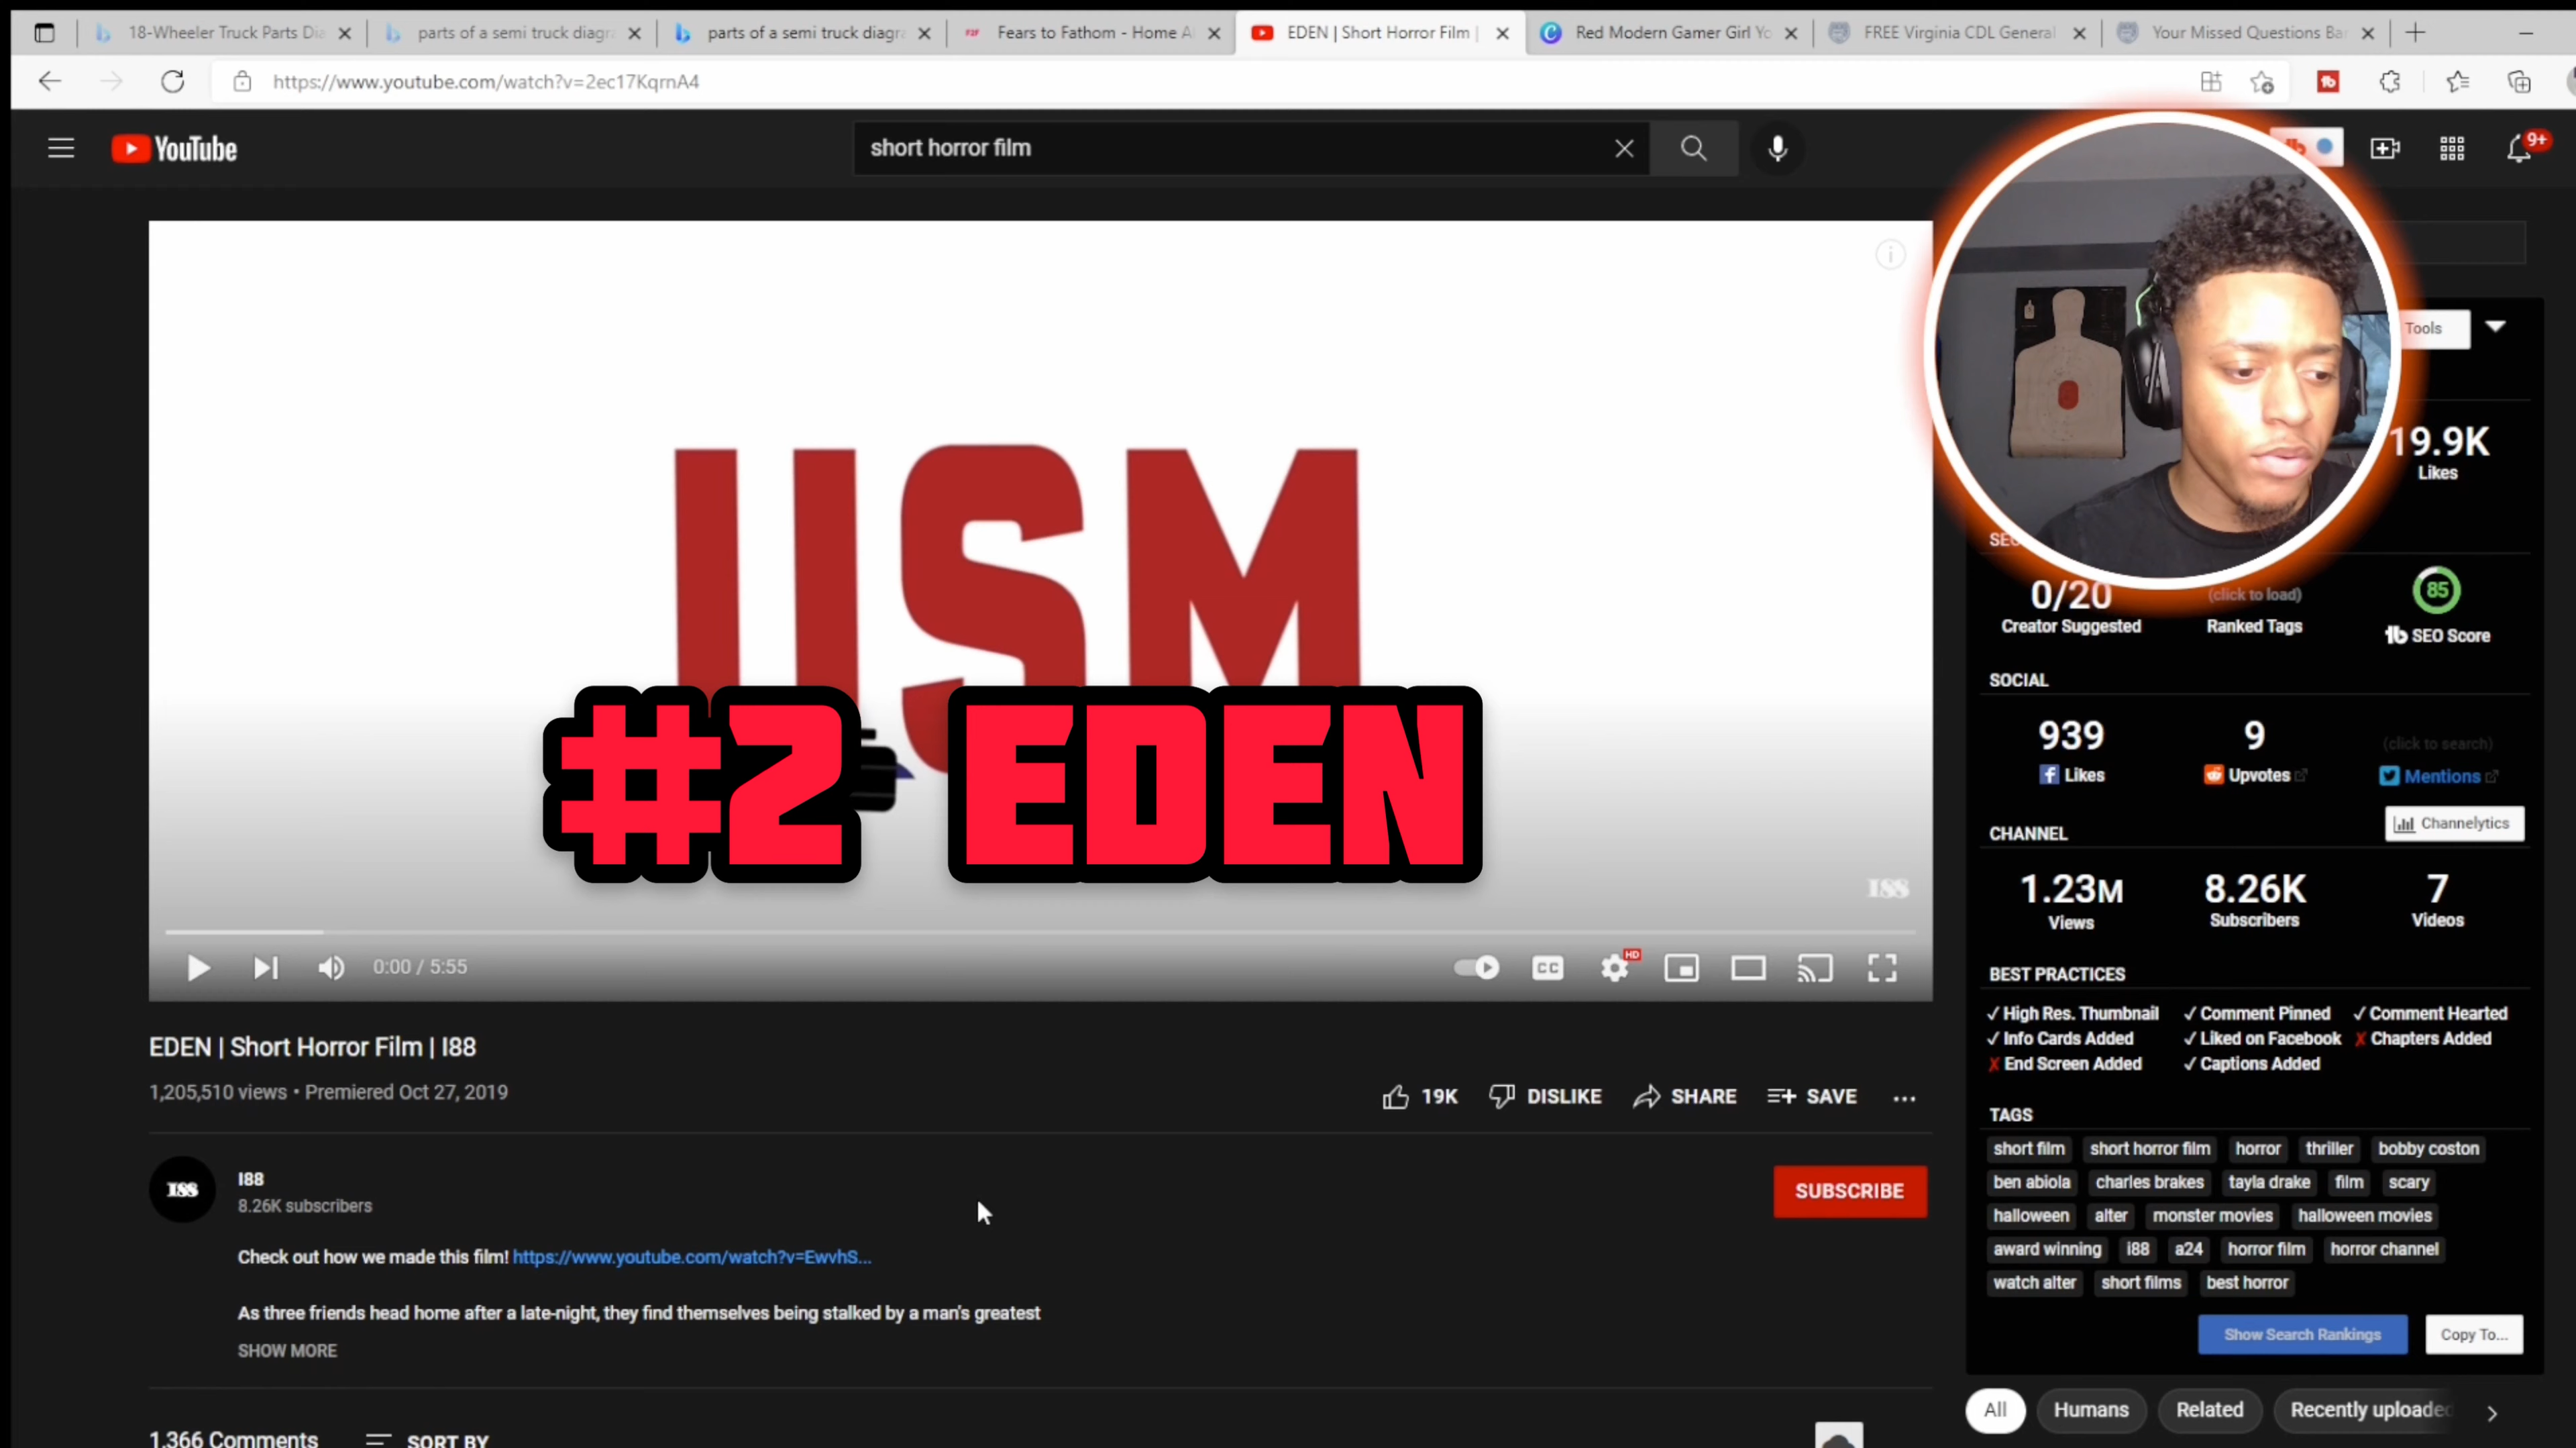 18-Wheeler Truck Parts Dia
parts of a semi truck diagra
parts of a semi truck diagra
Fears to Fathom - Home Al
EDEN | Short Horror Film |
Red Modern Gamer Girl Yo
FREE Virginia CDL General
Your Missed Questions Ba
https://www.youtube.com/watch?v=2ec17KqrnA4
YouTube
short horror film
9+
USM
#2 EDEN
I88
0:00 / 5:55
CC
HD
EDEN | Short Horror Film | I88
1,205,510 views • Premiered Oct 27, 2019
19K DISLIKE SHARE SAVE
I88
I88
8.26K subscribers
SUBSCRIBE
Check out how we made this film! https://www.youtube.com/watch?v=EwvhS...
As three friends head home after a late-night, they find themselves being stalked by a man's greatest
SHOW MORE
1,366 Comments SORT BY
Tools
19.9K
Likes
0/20 (click to load) 85
Creator Suggested Ranked Tags tb SEO Score
SOCIAL
939 9 (click to search)
Likes Upvotes Mentions
CHANNEL Channelytics
1.23M 8.26K 7
Views Subscribers Videos
BEST PRACTICES
✓ High Res. Thumbnail ✓ Comment Pinned ✓ Comment Hearted
✓ Info Cards Added ✓ Liked on Facebook ✗ Chapters Added
✗ End Screen Added ✓ Captions Added
TAGS
short film short horror film horror thriller bobby coston
ben abiola charles brakes tayla drake film scary
halloween alter monster movies halloween movies
award winning i88 a24 horror film horror channel
watch alter short films best horror
Show Search Rankings Copy To...
All Humans Related Recently uploaded